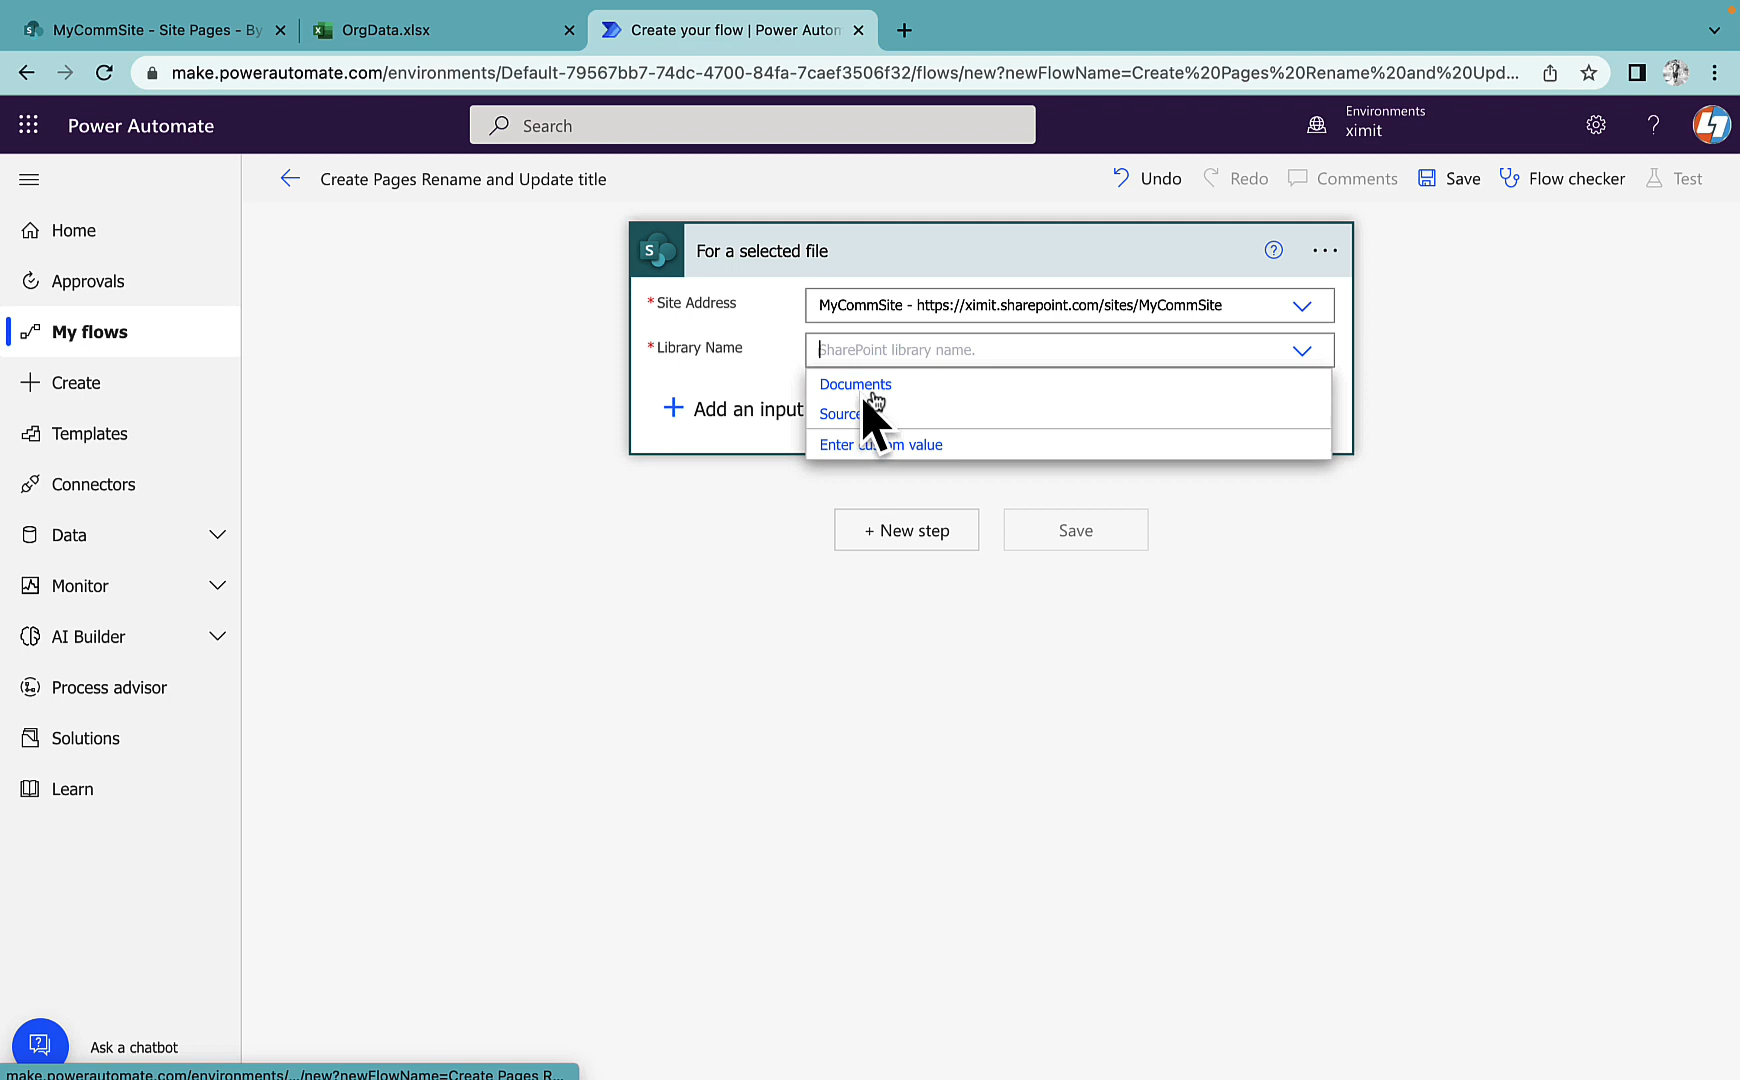 MyCommSite - Site Pages - By
OrgData.xlsx
Create your flow | Power Autom
make.powerautomate.com/environments/Default-79567bb7-74dc-4700-84fa-7caef3506f32/flows/new?newFlowName=Create%20Pages%20Rename%20and%20Upd...
Power Automate
Search
Environments
ximit
Create Pages Rename and Update title
Undo
Redo
Comments
Save
Flow checker
Test
Home
Approvals
My flows
Create
Templates
Connectors
Data
Monitor
AI Builder
Process advisor
Solutions
Learn
Ask a chatbot
For a selected file
* Site Address
MyCommSite - https://ximit.sharepoint.com/sites/MyCommSite
* Library Name
SharePoint library name.
Documents
Source
Enter custom value
Add an input
+ New step
Save
make.powerautomate.com/environments/.../new?newFlowName=Create Pages R...